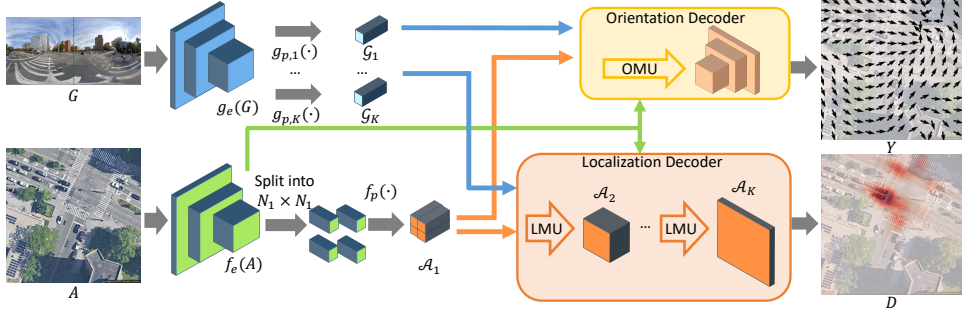 G
g_e(G)
g_{p,1}(·)
...
g_{p,K}(·)
𝒢_1
...
𝒢_K
Orientation Decoder
OMU
Y
A
f_e(A)
Split into
N_1 × N_1
f_p(·)
𝒜_1
Localization Decoder
LMU
𝒜_2
...
LMU
𝒜_K
D